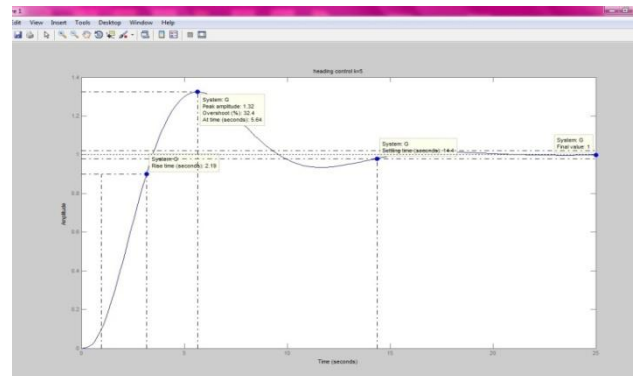 Edit View Insert Tools Desktop Window Help
heading control k=5
1.4
1.2
1
0.8
0.6
0.4
0.2
0
0
5
10
15
20
25
Amplitude
Time (seconds)
System: G
Peak amplitude: 1.32
Overshoot (%): 32.4
At time (seconds): 5.64
System: G
Rise time (seconds): 2.19
System: G
Settling time (seconds): 14.4
System: G
Final value: 1